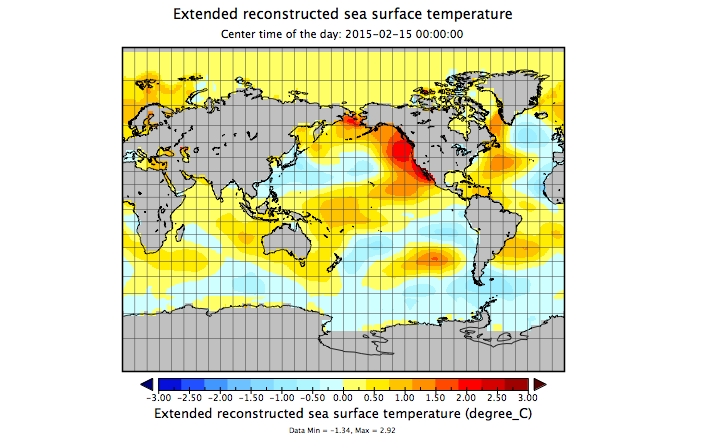 Extended reconstructed sea surface temperature
Center time of the day: 2015-02-15 00:00:00
-3.00 -2.50 -2.00 -1.50 -1.00 -0.50 0.00 0.50 1.00 1.50 2.00 2.50 3.00
Extended reconstructed sea surface temperature (degree_C)
Data Min = -1.34, Max = 2.92